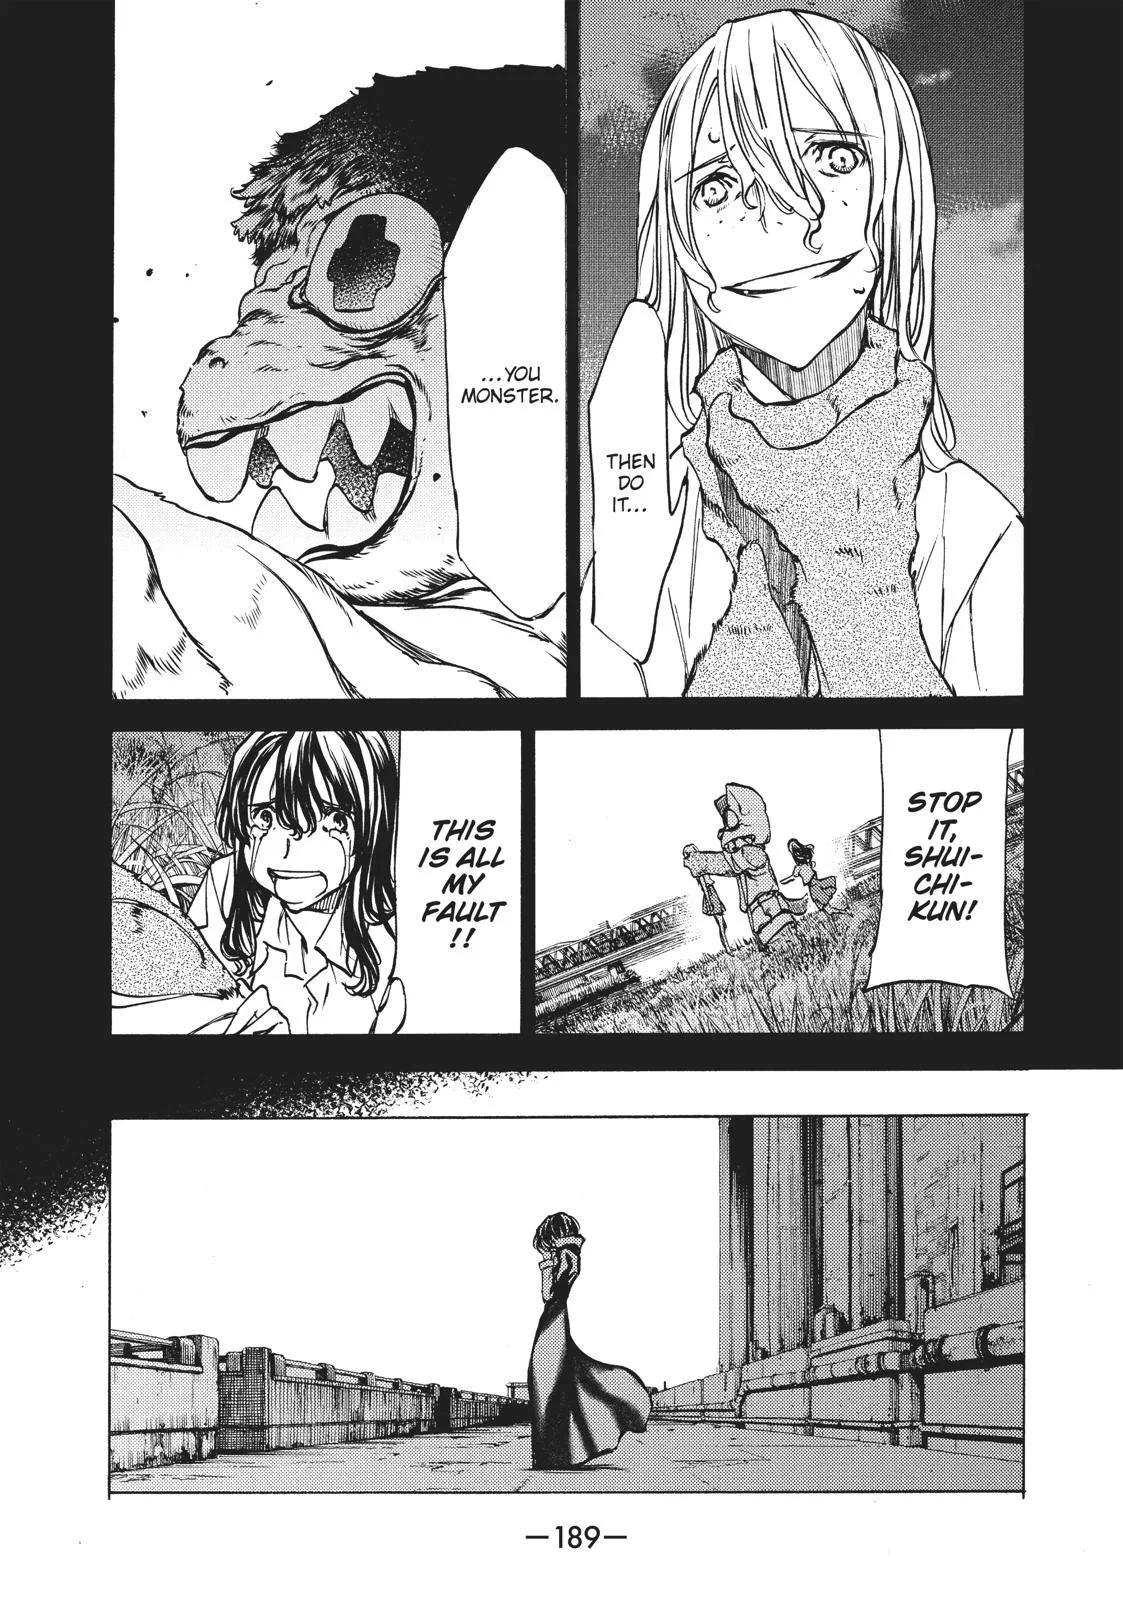 THEN
DO
IT...
...YOU
MONSTER.
STOP
IT,
SHUI-
CHI-
KUN!
THIS
IS ALL
MY
FAULT
!!
—189—